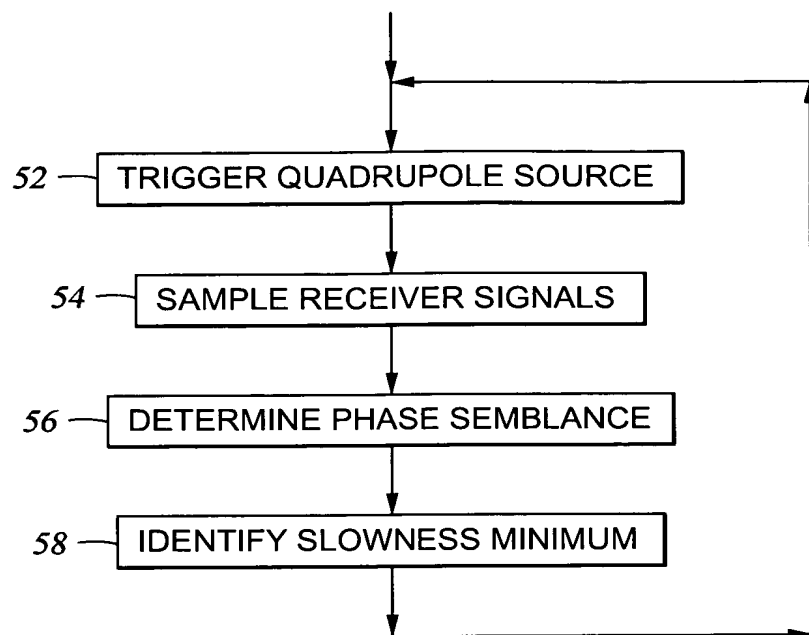 52 TRIGGER QUADRUPOLE SOURCE
54 SAMPLE RECEIVER SIGNALS
56 DETERMINE PHASE SEMBLANCE
58 IDENTIFY SLOWNESS MINIMUM